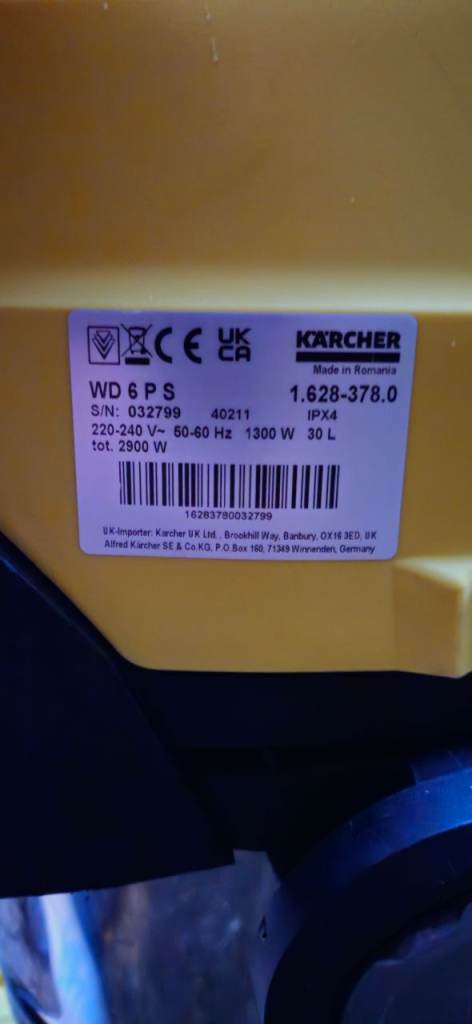 CE UK CA KÄRCHER
Made in Romania
WD 6 P S 1.628-378.0
S/N: 032799 40211 IPX4
220-240 V~ 50-60 Hz 1300 W 30 L
tot. 2900 W
16283780032799
UK-Importer: Karcher UK Ltd., Brookhill Way, Banbury, OX16 3ED, UK
Alfred Kärcher SE & Co.KG, P.O.Box 160, 71349 Winnenden, Germany